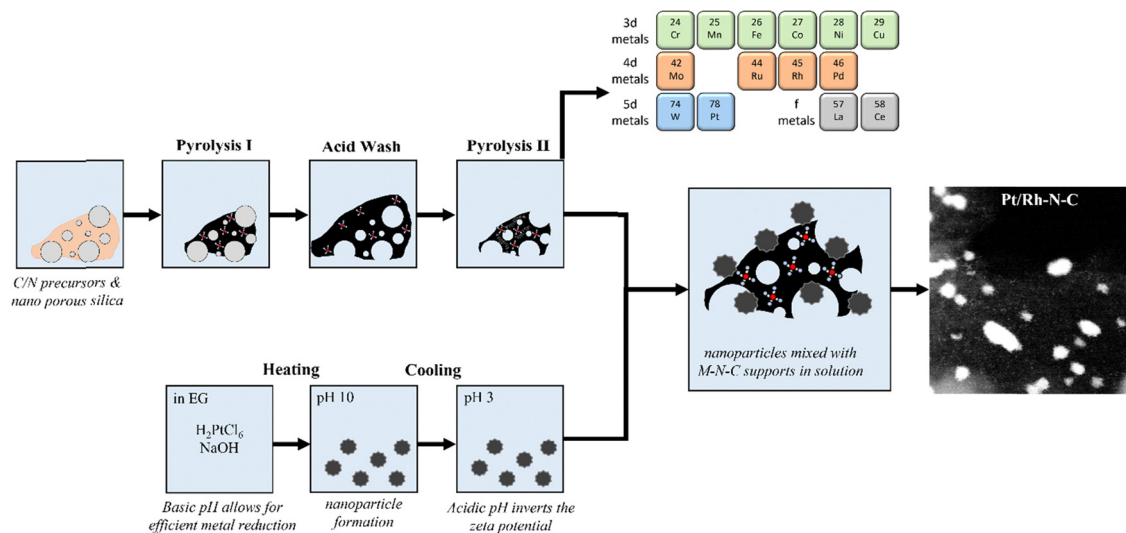 3d
metals
24
Cr
25
Mn
26
Fe
27
Co
28
Ni
29
Cu
4d
metals
42
Mo
44
Ru
45
Rh
46
Pd
5d
metals
74
W
78
Pt
f
metals
57
La
58
Ce
Pyrolysis I
Acid Wash
Pyrolysis II
C/N precursors &
nano porous silica
Pt/Rh-N-C
nanoparticles mixed with
M-N-C supports in solution
Heating
Cooling
in EG
H₂PtCl₆
NaOH
pH 10
pH 3
Basic pH allows for
efficient metal reduction
nanoparticle
formation
Acidic pH inverts the
zeta potential